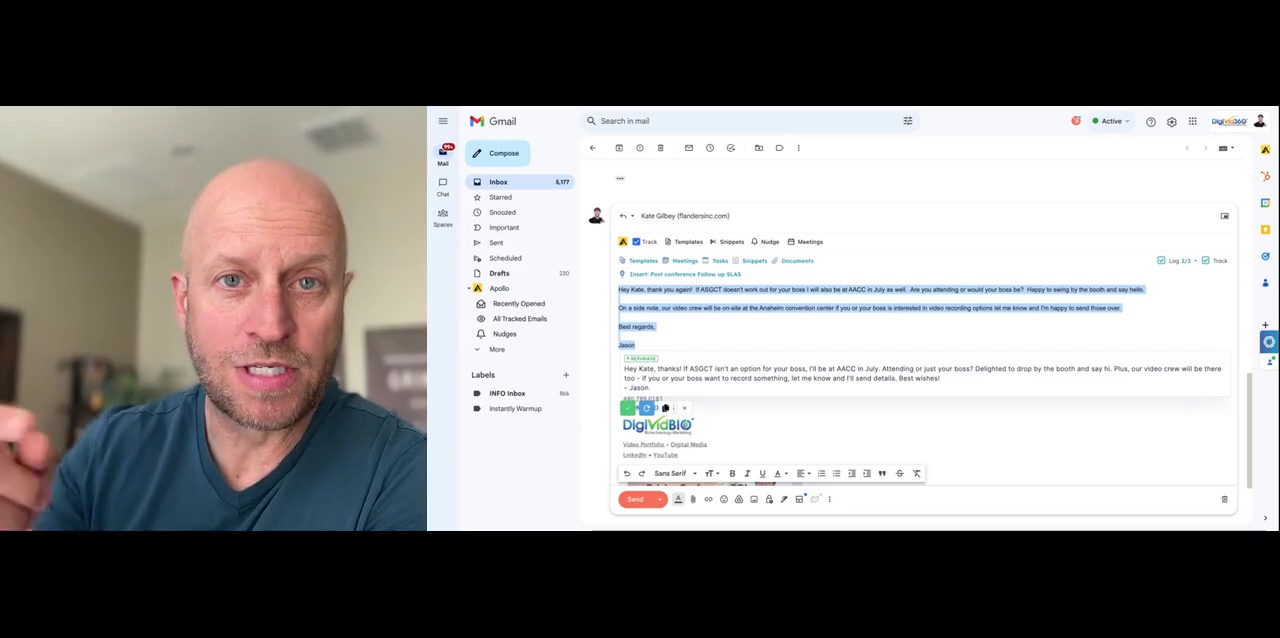 Gmail
Search in mail
Active
DigiVid360
99+
Mail
Chat
Spaces
Compose
Inbox 5,177
Starred
Snoozed
Important
Sent
Scheduled
Drafts 230
Apollo
Recently Opened
All Tracked Emails
Nudges
More
Labels
INFO Inbox 866
Instantly Warmup
Kate Gilbey (flandersinc.com)
Track Templates Snippets Nudge Meetings
Templates Meetings Tasks Snippets Documents
Log 2/2 Track
Insert: Post conference Follow up SLAS
Hey Kate, thank you again! If ASGCT doesn't work out for your boss I will also be at AACC in July as well. Are you attending or would your boss be? Happy to swing by the booth and say hello.
On a side note, our video crew will be on-site at the Anaheim convention center if you or your boss is interested in video recording options let me know and I'm happy to send those over.
Best regards,
Jason
REPHRASE
Hey Kate, thanks! If ASGCT isn't an option for your boss, I'll be at AACC in July. Attending or just your boss? Delighted to drop by the booth and say hi. Plus, our video crew will be there
too - if you or your boss want to record something, let me know and I'll send details. Best wishes!
- Jason
DigiVidBIO
Biotechnology Marketing
Video Portfolio • Digital Media
LinkedIn • YouTube
Sans Serif
Send